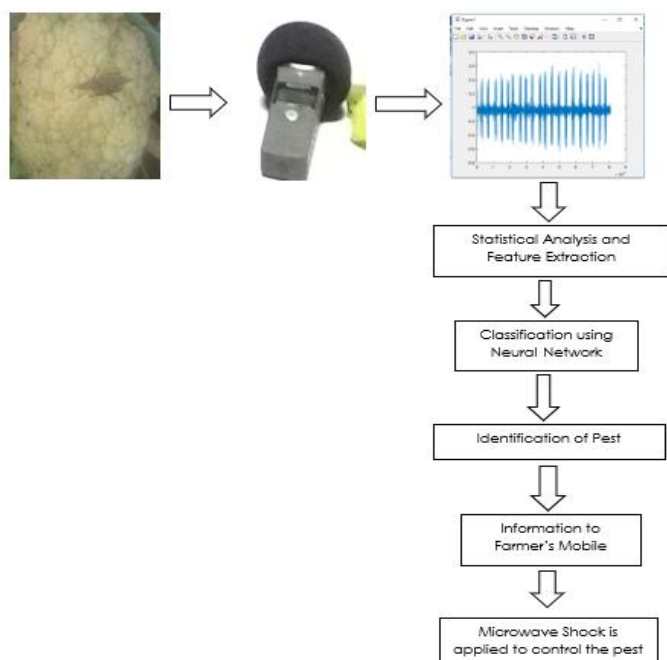 Statistical Analysis and
Feature Extraction
Classification using
Neural Network
Identification of Pest
Information to
Farmer's Mobile
Microwave Shock is
applied to control the pest